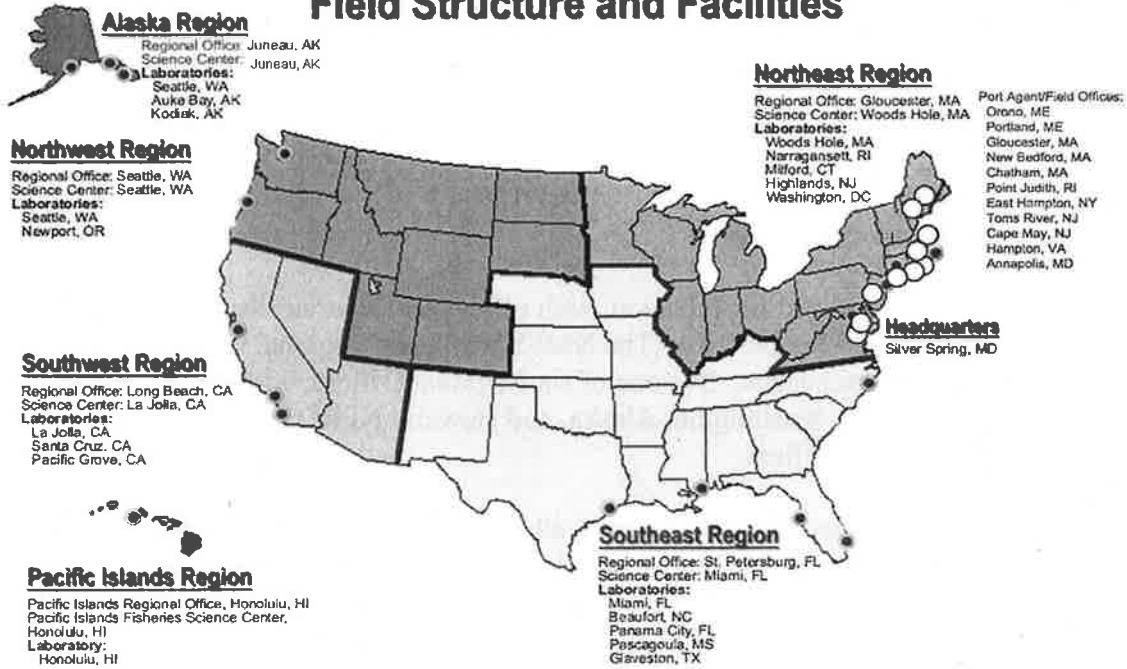 Field Structure and Facilities
Alaska Region
Regional Office: Juneau, AK
Science Center: Juneau, AK
Laboratories:
Seattle, WA
Auke Bay, AK
Kodiak, AK
Northwest Region
Regional Office: Seattle, WA
Science Center: Seattle, WA
Laboratories:
Seattle, WA
Newport, OR
Southwest Region
Regional Office: Long Beach, CA
Science Center: La Jolla, CA
Laboratories:
La Jolla, CA
Santa Cruz, CA
Pacific Grove, CA
Pacific Islands Region
Pacific Islands Regional Office, Honolulu, HI
Pacific Islands Fisheries Science Center,
Honolulu, HI
Laboratory:
Honolulu, HI
Northeast Region
Regional Office: Gloucester, MA
Science Center: Woods Hole, MA
Laboratories:
Woods Hole, MA
Narragansett, RI
Milford, CT
Highlands, NJ
Washington, DC
Port Agent/Field Offices:
Orono, ME
Portland, ME
Gloucester, MA
New Bedford, MA
Chatham, MA
Point Judith, RI
East Hampton, NY
Toms River, NJ
Cape May, NJ
Hampton, VA
Annapolis, MD
Headquarters
Silver Spring, MD
Southeast Region
Regional Office: St. Petersburg, FL
Science Center: Miami, FL
Laboratories:
Miami, FL
Beaufort, NC
Panama City, FL
Pascagoula, MS
Glaveston, TX